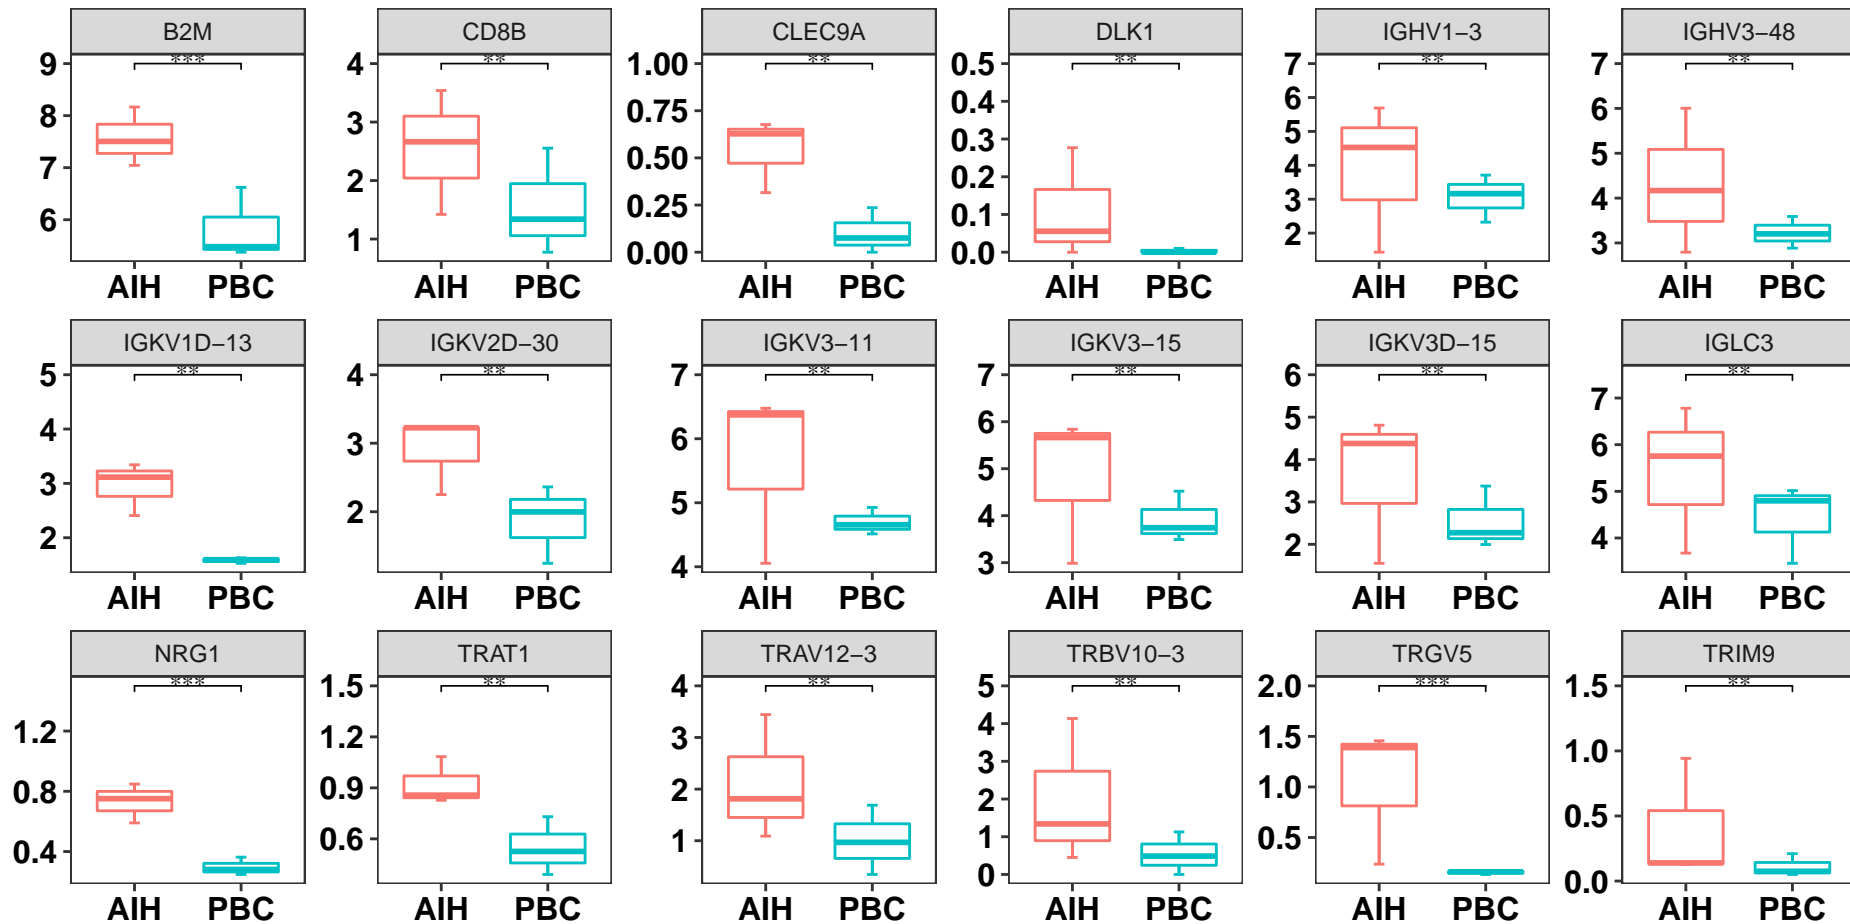 B2M CD8B CLEC9A DLK1 IGHV1−3 IGHV3−48
*** ** ** ** ** **
9 8 7 6
4 3 2 1
1.00 0.75 0.50 0.25 0.00
0.5 0.4 0.3 0.2 0.1 0.0
7 6 5 4 3 2
7 6 5 4 3
AIH PBC AIH PBC AIH PBC AIH PBC AIH PBC AIH PBC
IGKV1D−13 IGKV2D−30 IGKV3−11 IGKV3−15 IGKV3D−15 IGLC3
** ** ** ** ** **
5 4 3 2
4 3 2
7 6 5 4
7 6 5 4 3
6 5 4 3 2
7 6 5 4
AIH PBC AIH PBC AIH PBC AIH PBC AIH PBC AIH PBC
NRG1 TRAT1 TRAV12−3 TRBV10−3 TRGV5 TRIM9
*** ** ** ** *** **
1.2 0.8 0.4
1.5 1.2 0.9 0.6
4 3 2 1
5 4 3 2 1 0
2.0 1.5 1.0 0.5
1.5 1.0 0.5 0.0
AIH PBC AIH PBC AIH PBC AIH PBC AIH PBC AIH PBC